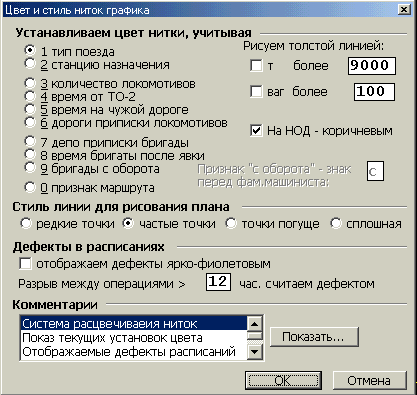 Цвет и стиль ниток графика
Устанавливаем цвет нитки, учитывая
1 тип поезда
2 станцию назначения
3 количество локомотивов
4 время от ТО-2
5 время на чужой дороге
6 дороги приписки локомотивов
7 депо приписки бригады
8 время бригаты после явки
9 бригады с оборота
0 признак маршрута
Рисуем толстой линией:
т более 9000
ваг более 100
На НОД - коричневым
Признак "с оборота" - знак
перед фам.машиниста:
с
Стиль линии для рисования плана
редкие точки
частые точки
точки погуще
сплошная
Дефекты в расписаниях
отображаем дефекты ярко-фиолетовым
Разрыв между операциями > 12 час. считаем дефектом
Комментарии
Система расцвечиваеия ниток
Показ текущих установок цвета
Отображаемые дефекты расписаний
Показать...
OK
Отмена